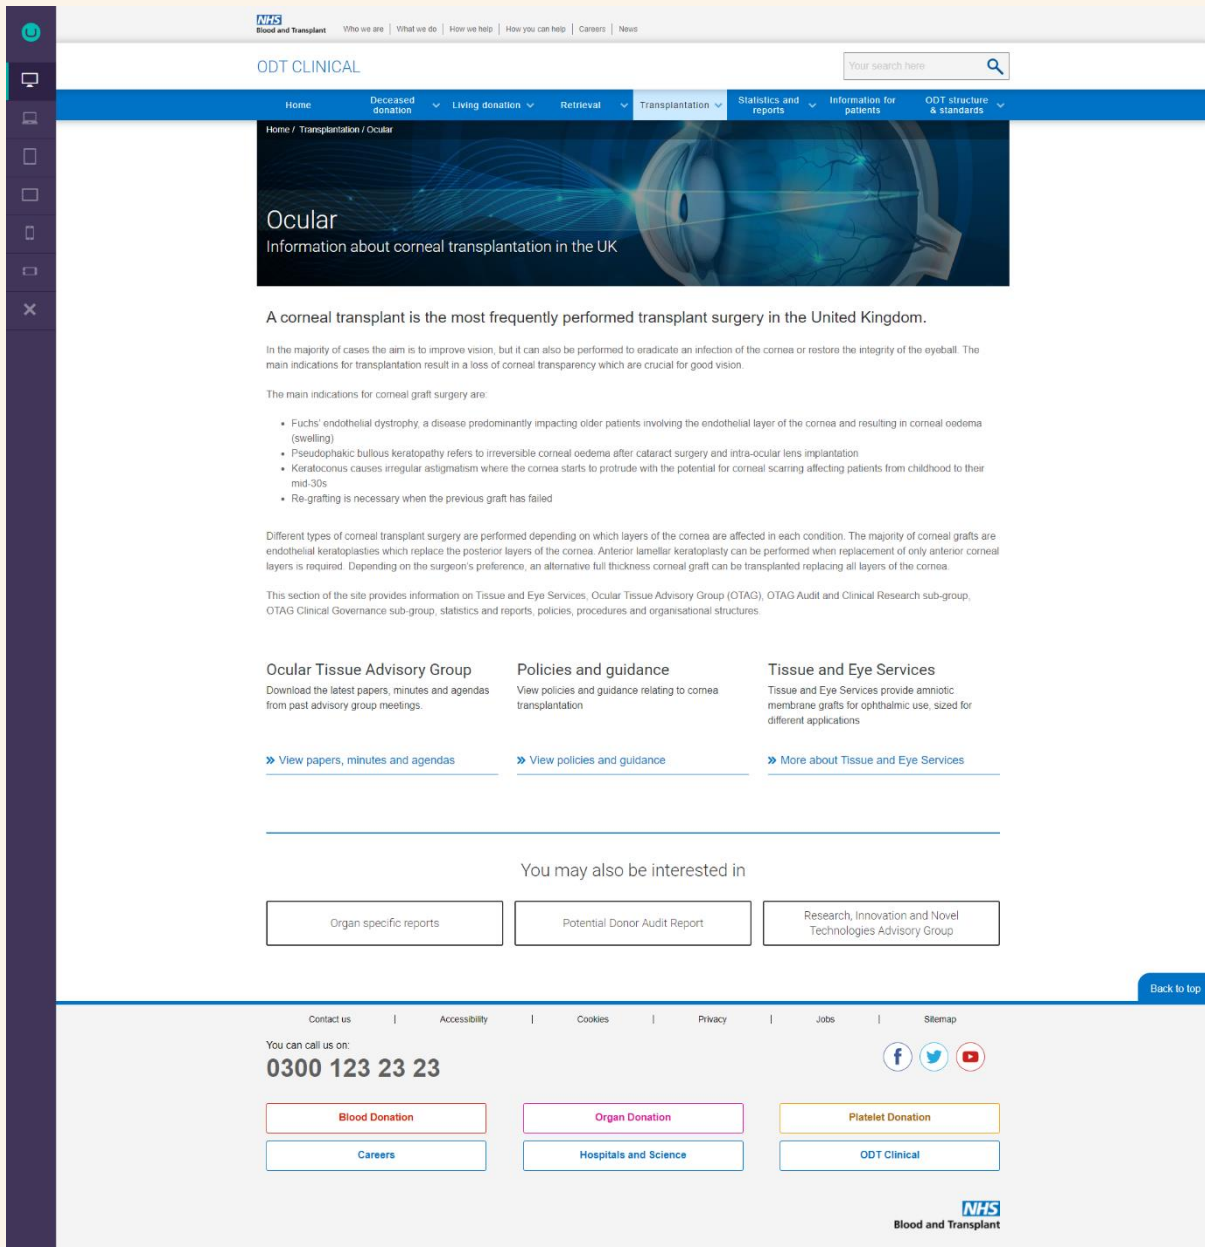 NHS
Blood and Transplant
Who we are | What we do | How we help | How you can help | Careers | News
ODT CLINICAL
Your search here
Home
Deceased donation
Living donation
Retrieval
Transplantation
Statistics and reports
Information for patients
ODT structure & standards
Home / Transplantation / Ocular
Ocular
Information about corneal transplantation in the UK
A corneal transplant is the most frequently performed transplant surgery in the United Kingdom.
In the majority of cases the aim is to improve vision, but it can also be performed to eradicate an infection of the cornea or restore the integrity of the eyeball. The
main indications for transplantation result in a loss of corneal transparency which are crucial for good vision.
The main indications for corneal graft surgery are:
• Fuchs' endothelial dystrophy, a disease predominantly impacting older patients involving the endothelial layer of the cornea and resulting in corneal oedema
(swelling)
• Pseudophakic bullous keratopathy refers to irreversible corneal oedema after cataract surgery and intra-ocular lens implantation
• Keratoconus causes irregular astigmatism where the cornea starts to protrude with the potential for corneal scarring affecting patients from childhood to their
mid-30s
• Re-grafting is necessary when the previous graft has failed
Different types of corneal transplant surgery are performed depending on which layers of the cornea are affected in each condition. The majority of corneal grafts are
endothelial keratoplasties which replace the posterior layers of the cornea. Anterior lamellar keratoplasty can be performed when replacement of only anterior corneal
layers is required. Depending on the surgeon's preference, an alternative full thickness corneal graft can be transplanted replacing all layers of the cornea.
This section of the site provides information on Tissue and Eye Services, Ocular Tissue Advisory Group (OTAG), OTAG Audit and Clinical Research sub-group,
OTAG Clinical Governance sub-group, statistics and reports, policies, procedures and organisational structures.
Ocular Tissue Advisory Group
Download the latest papers, minutes and agendas
from past advisory group meetings.
» View papers, minutes and agendas
Policies and guidance
View policies and guidance relating to cornea
transplantation
» View policies and guidance
Tissue and Eye Services
Tissue and Eye Services provide amniotic
membrane grafts for ophthalmic use, sized for
different applications
» More about Tissue and Eye Services
You may also be interested in
Organ specific reports
Potential Donor Audit Report
Research, Innovation and Novel
Technologies Advisory Group
Back to top
Contact us | Accessibility | Cookies | Privacy | Jobs | Sitemap
You can call us on:
0300 123 23 23
Blood Donation
Organ Donation
Platelet Donation
Careers
Hospitals and Science
ODT Clinical
NHS
Blood and Transplant